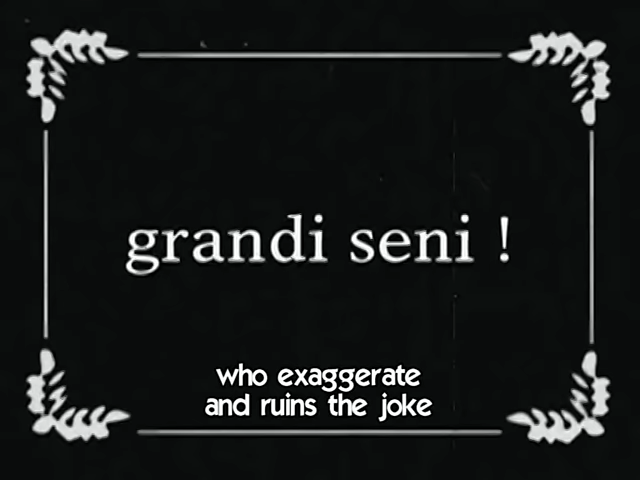 grandi seni !
who exaggerate
and ruins the joke